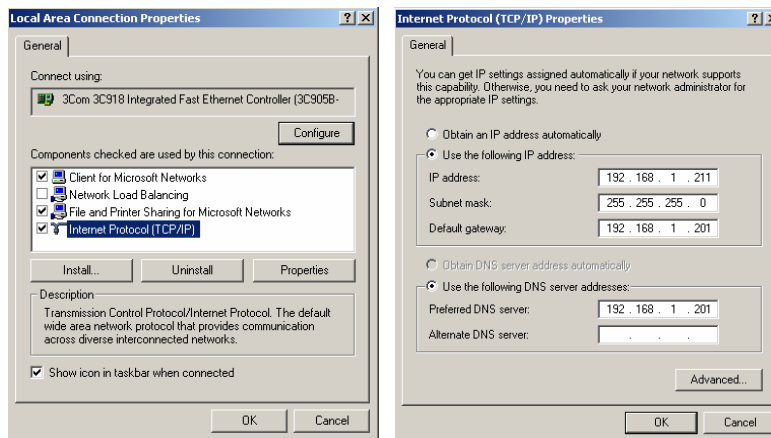 Local Area Connection Properties
General
Connect using:
3Com 3C918 Integrated Fast Ethernet Controller (3C905B-
Configure
Components checked are used by this connection:
Client for Microsoft Networks
Network Load Balancing
File and Printer Sharing for Microsoft Networks
Internet Protocol (TCP/IP)
Install...
Uninstall
Properties
Description
Transmission Control Protocol/Internet Protocol. The default
wide area network protocol that provides communication
across diverse interconnected networks.
Show icon in taskbar when connected
OK
Cancel
Internet Protocol (TCP/IP) Properties
General
You can get IP settings assigned automatically if your network supports
this capability. Otherwise, you need to ask your network administrator for
the appropriate IP settings.
Obtain an IP address automatically
Use the following IP address:
IP address: 192 . 168 . 1 . 211
Subnet mask: 255 . 255 . 255 . 0
Default gateway: 192 . 168 . 1 . 201
Obtain DNS server address automatically
Use the following DNS server addresses:
Preferred DNS server: 192 . 168 . 1 . 201
Alternate DNS server: . . .
Advanced...
OK
Cancel